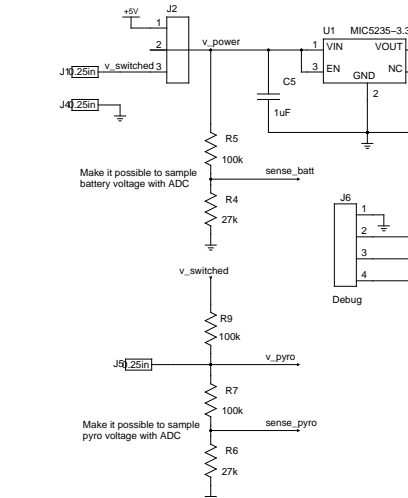 +5V
J2
1
2
3
v_power
J1 0.25in
v_switched
J4 0.25in
U1
MIC5235-3.3
1
VIN
VOUT
3
EN
NC
GND
2
C5
1uF
R5
100k
Make it possible to sample
battery voltage with ADC
sense_batt
R4
27k
J6
1
2
3
4
Debug
v_switched
R9
100k
J5 0.25in
v_pyro
R7
100k
Make it possible to sample
pyro voltage with ADC
sense_pyro
R6
27k